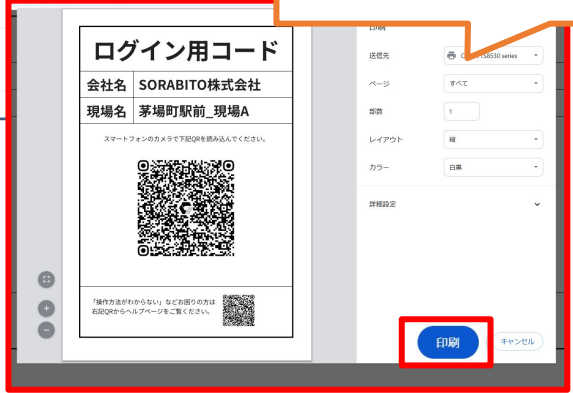 ログイン用コード
会社名 SORABITO株式会社
現場名 茅場町駅前_現場A
スマートフォンのカメラで下記QRを読み込んでください。
「操作方法がわからない」などお困りの方は
右記QRからヘルプページをご覧ください。
印刷
送信先 series
ページ すべて
部数 1
レイアウト 縦
カラー 白黒
詳細設定
印刷 キャンセル